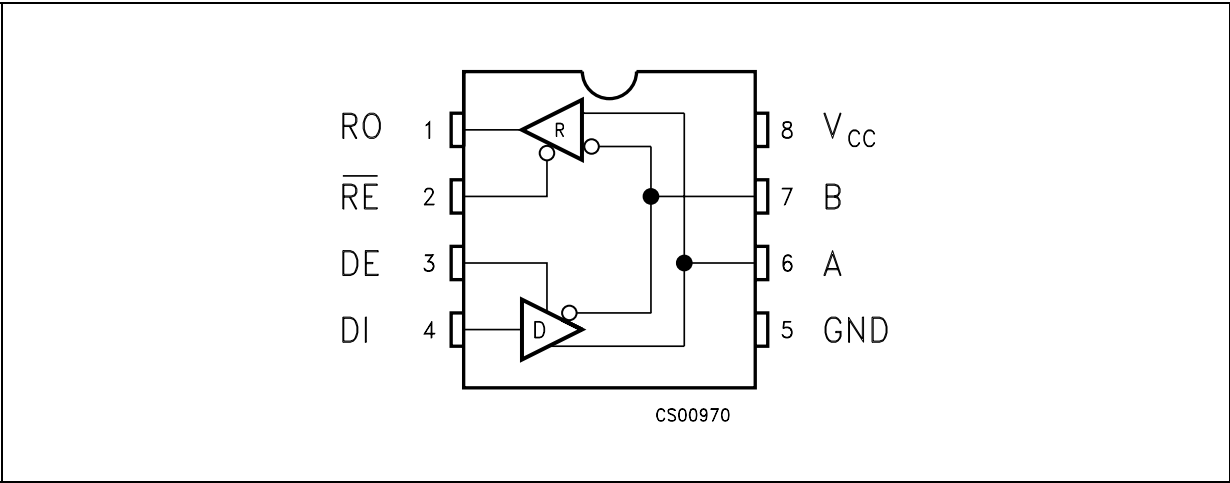 RO 1 R 8 VCC
RE 2 7 B
DE 3 6 A
DI 4 D 5 GND
CS00970